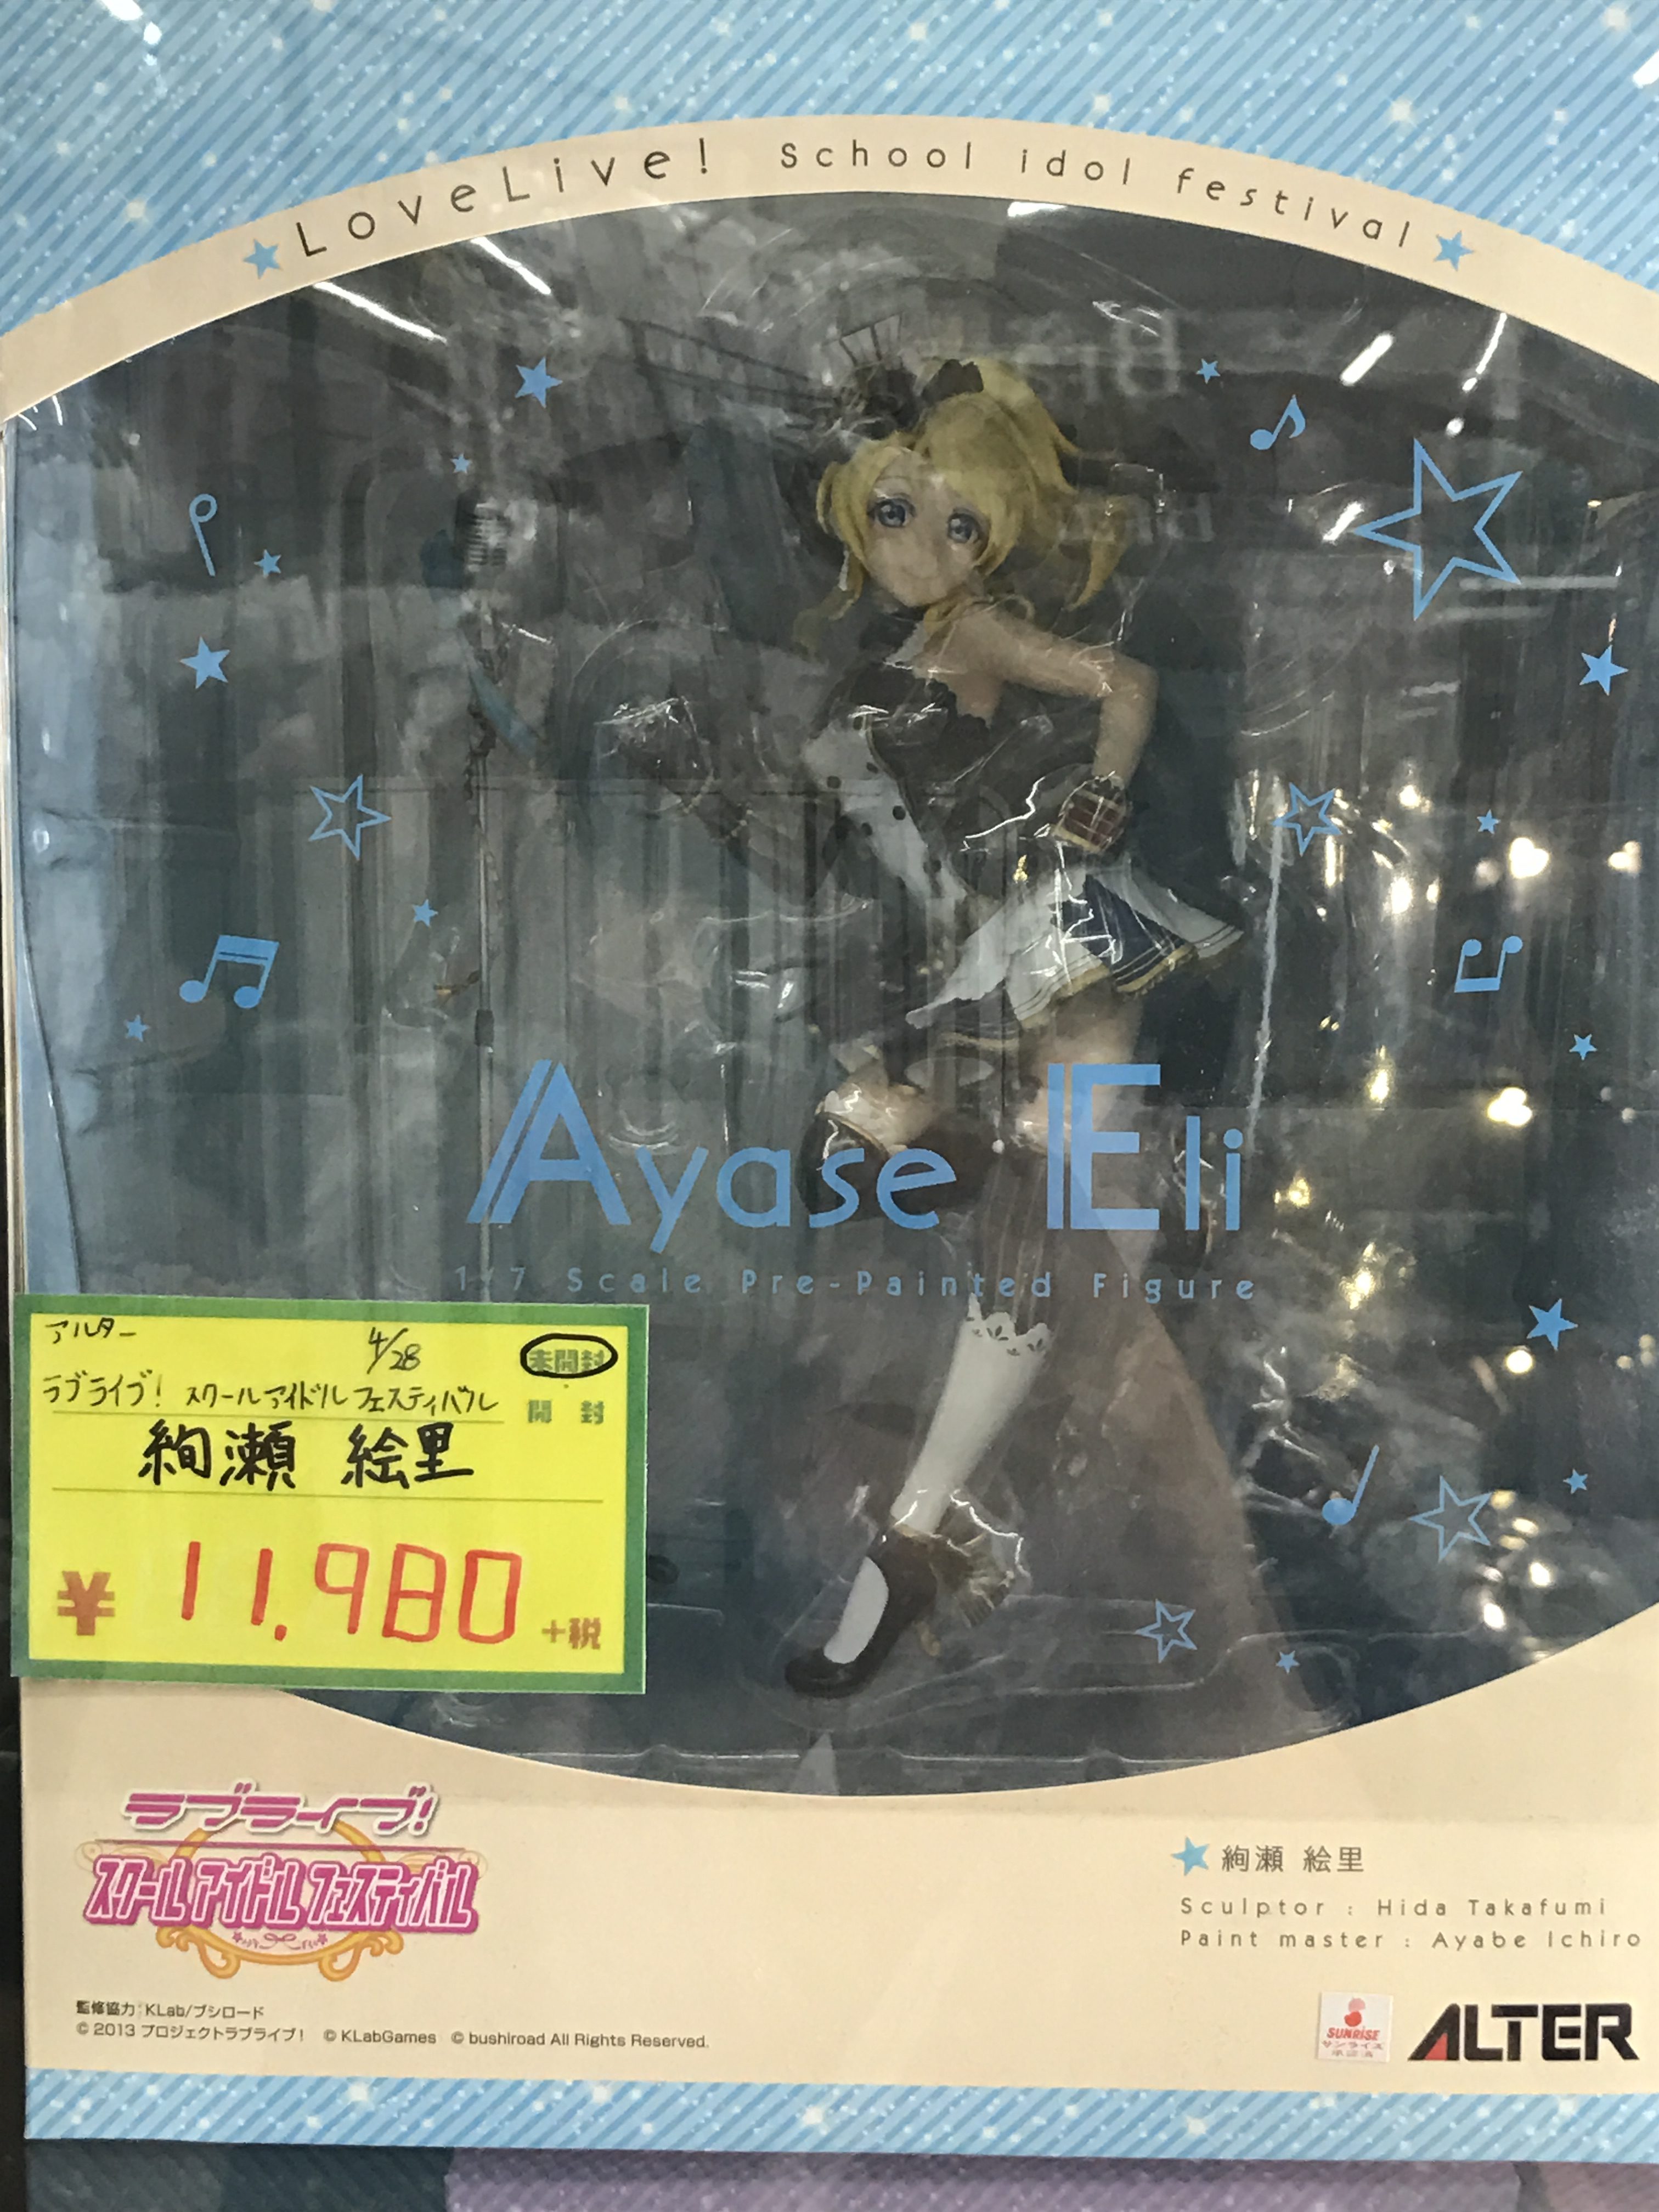 LoveLive! School idol festival
Ayase Eli
1/7 Scale Pre-Painted Figure
アルター
4/28
未開封
ラブライブ! スクールアイドルフェスティバル
開 封
絢瀬 絵里
¥ 11,980 +税
ラブライブ!
スクールアイドルフェスティバル
絢瀬 絵里
Sculptor : Hida Takafumi
Paint master : Ayabe Ichiro
監修協力:KLab/ブシロード
© 2013 プロジェクトラブライブ! © KLabGames © bushiroad All Rights Reserved.
SUNRISE
サンライズ
ALTER